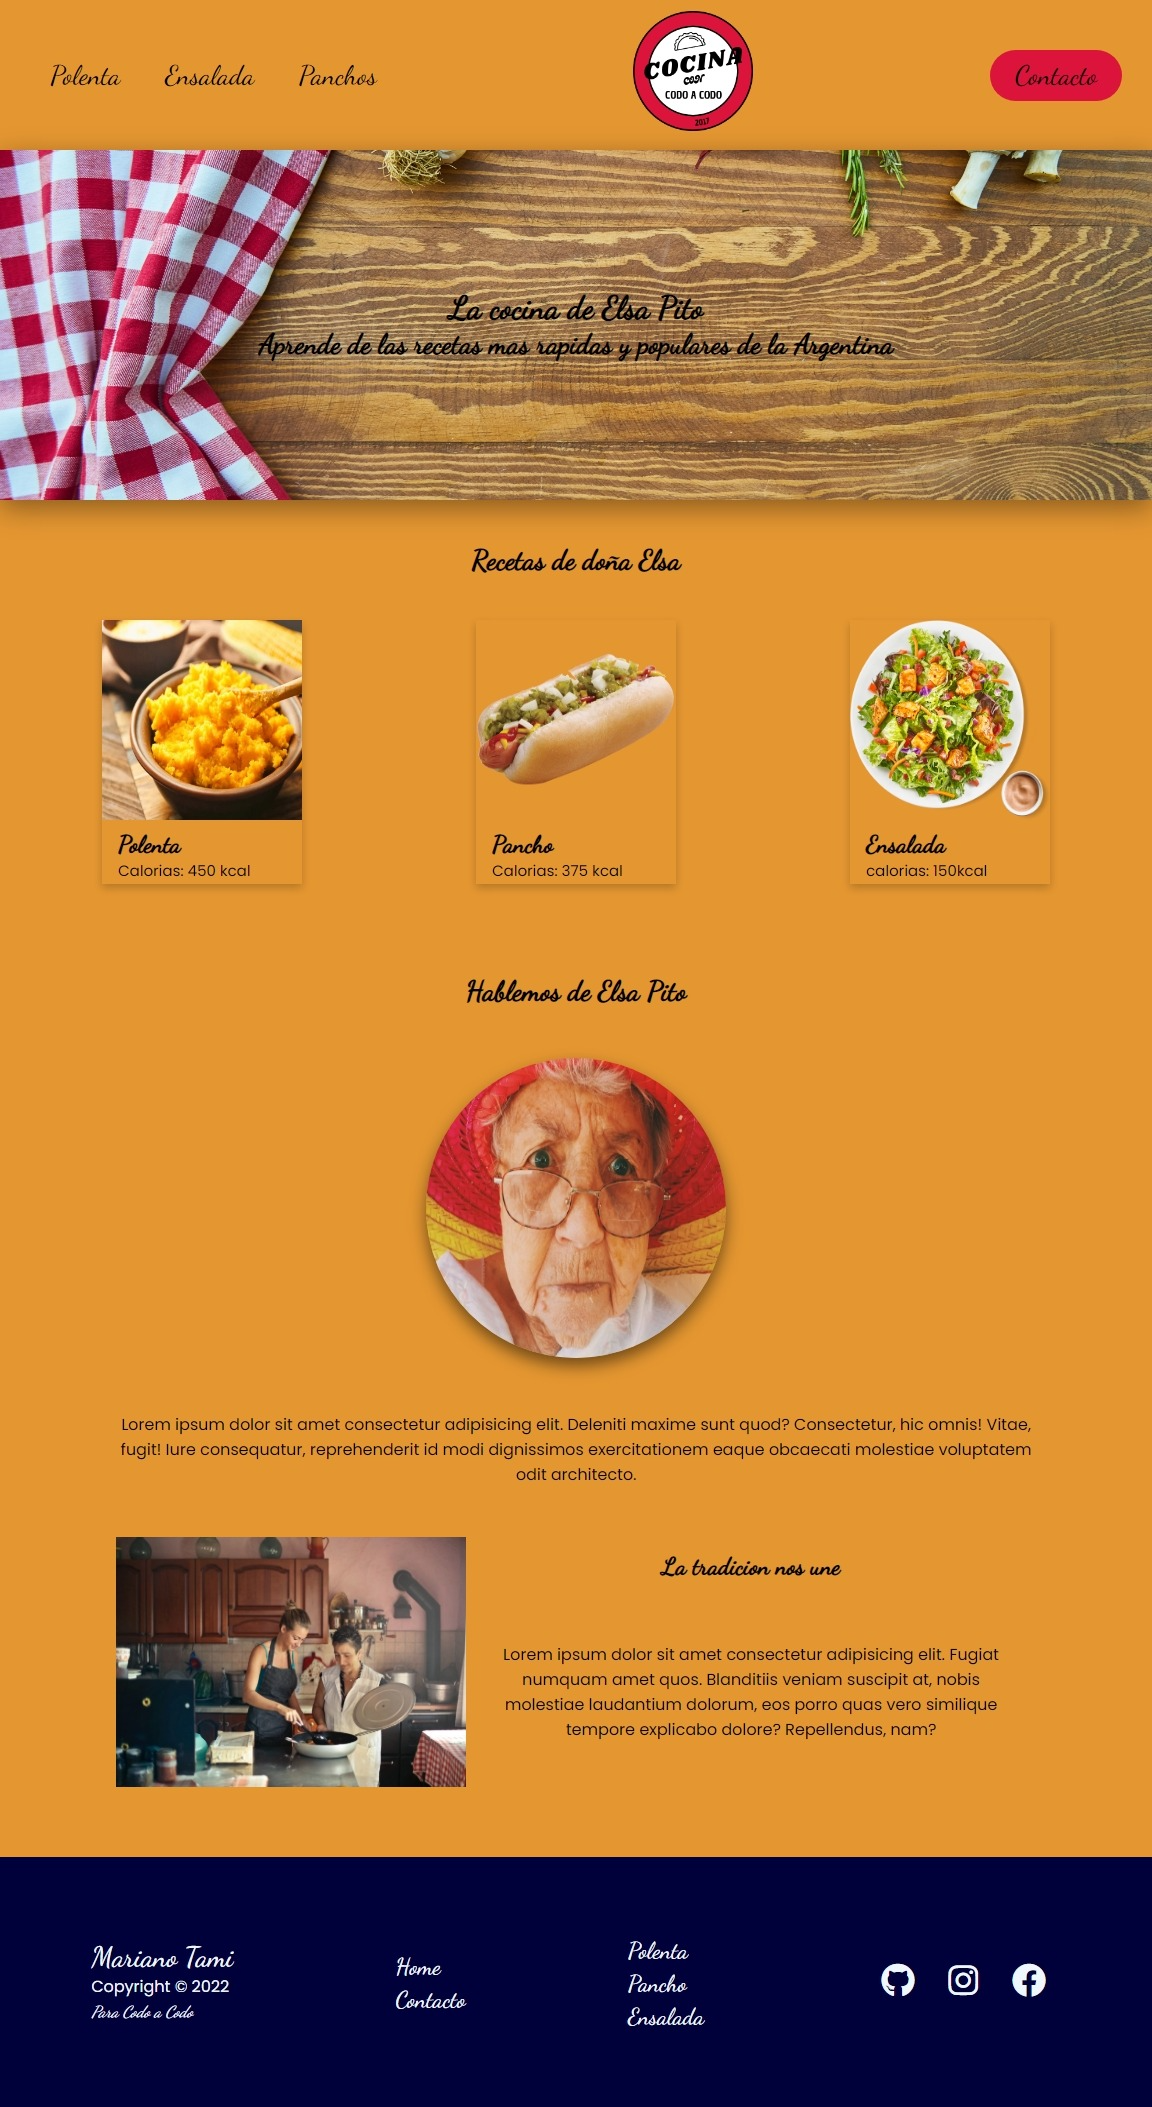 Polenta
Ensalada
Panchos
COCINA
con
CODO A CODO
2017
Contacto
La cocina de Elsa Pito
Aprende de las recetas mas rapidas y populares de la Argentina
Recetas de doña Elsa
Polenta
Calorias: 450 kcal
Pancho
Calorias: 375 kcal
Ensalada
calorias: 150kcal
Hablemos de Elsa Pito
Lorem ipsum dolor sit amet consectetur adipisicing elit. Deleniti maxime sunt quod? Consectetur, hic omnis! Vitae,
fugit! Iure consequatur, reprehenderit id modi dignissimos exercitationem eaque obcaecati molestiae voluptatem
odit architecto.
La tradicion nos une
Lorem ipsum dolor sit amet consectetur adipisicing elit. Fugiat
numquam amet quos. Blanditiis veniam suscipit at, nobis
molestiae laudantium dolorum, eos porro quas vero similique
tempore explicabo dolore? Repellendus, nam?
Mariano Tami
Copyright © 2022
Para Codo a Codo
Home
Contacto
Polenta
Pancho
Ensalada